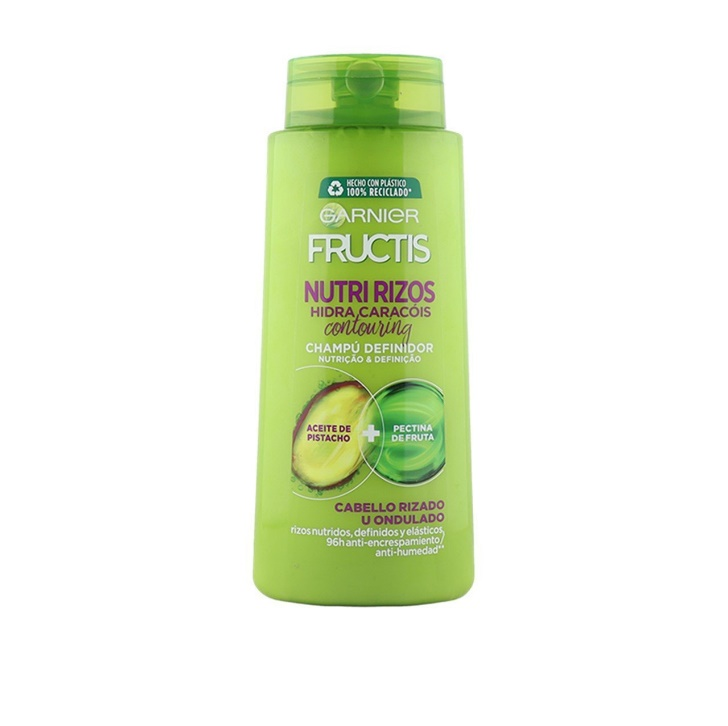 HECHO CON PLÁSTICO
100% RECICLADO*
GARNIER
FRUCTIS
NUTRI RIZOS
HIDRA CARACÓIS
contouring
CHAMPÚ DEFINIDOR
NUTRIÇÃO & DEFINIÇÃO
ACEITE DE
PISTACHO
+
PECTINA
DE FRUTA
CABELLO RIZADO
U ONDULADO
rizos nutridos, definidos y elásticos,
96h anti-encrespamiento /
anti-humedad**